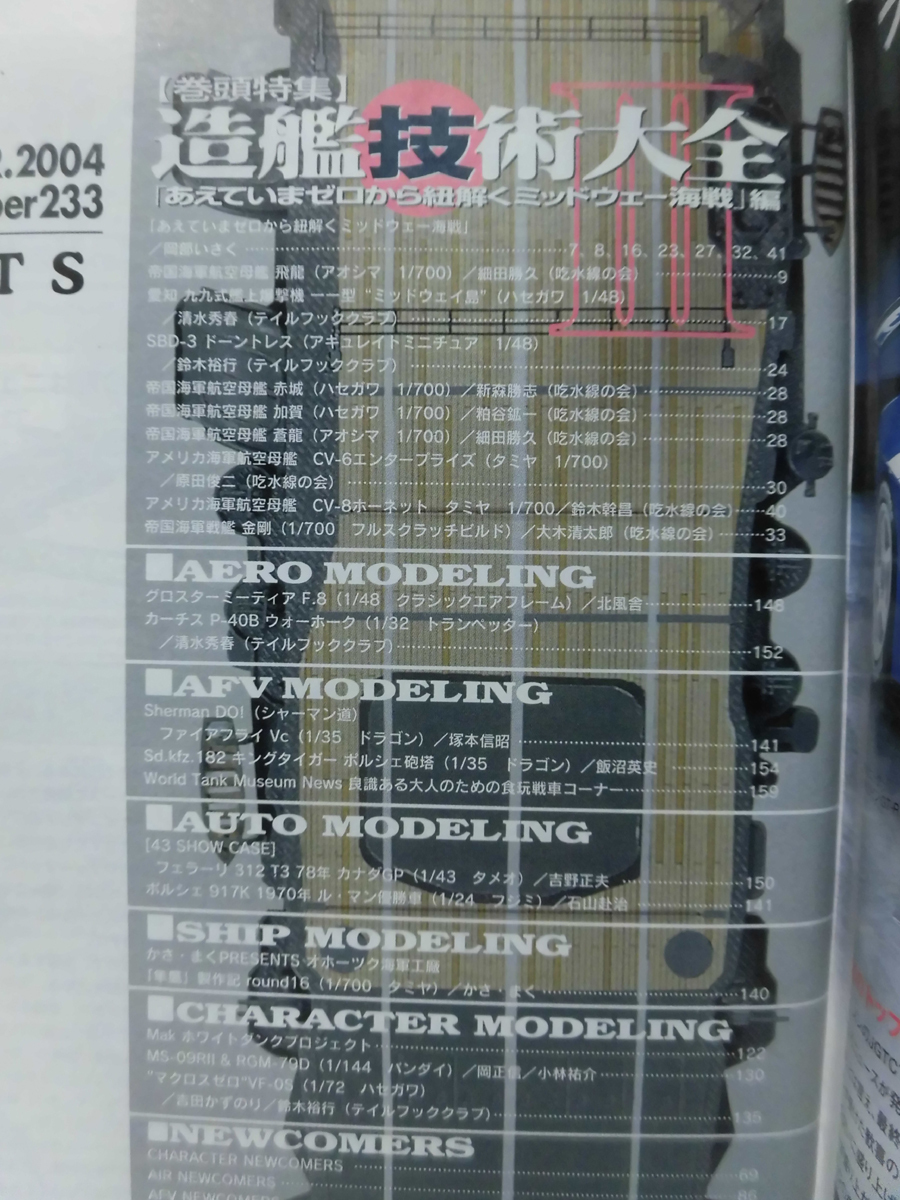 .2004
ber233
T S
【巻頭特集】
造艦技術大全
III
「あえていまゼロから紐解くミッドウェー海戦」編
「あえていまゼロから紐解くミッドウェー海戦」
／岡部いさく 7、8、16、23、27、32、41
帝国海軍航空母艦 飛龍（アオシマ 1/700）／細田勝久（吃水線の会） 9
愛知 九九式艦上爆撃機 一一型 “ミッドウェイ島”（ハセガワ 1/48）
／清水秀春（テイルフッククラブ） 17
SBD-3 ドーントレス（アキュレイトミニチュア 1/48）
／鈴木裕行（テイルフッククラブ） 24
帝国海軍航空母艦 赤城（ハセガワ 1/700）／新森勝志（吃水線の会） 28
帝国海軍航空母艦 加賀（ハセガワ 1/700）／粕谷鉱一（吃水線の会） 28
帝国海軍航空母艦 蒼龍（アオシマ 1/700）／細田勝久（吃水線の会） 28
アメリカ海軍航空母艦 CV-6エンタープライズ（タミヤ 1/700）
／原田俊二（吃水線の会） 30
アメリカ海軍航空母艦 CV-8ホーネット タミヤ 1/700／鈴木幹昌（吃水線の会） 40
帝国海軍戦艦 金剛（1/700 フルスクラッチビルド）／大木清太郎（吃水線の会） 33
■AERO MODELING
グロスターミーティア F.8（1/48 クラシックエアフレーム）／北風舎 148
カーチス P-40B ウォーホーク（1/32 トランペッター）
／清水秀春（テイルフッククラブ） 152
■AFV MODELING
Sherman DO!（シャーマン道）
ファイアフライ Vc（1/35 ドラゴン）／塚本信昭 141
Sd.kfz.182 キングタイガー ポルシェ砲塔（1/35 ドラゴン）／飯沼英史 154
World Tank Museum News 良識ある大人のための食玩戦車コーナー 159
■AUTO MODELING
[43 SHOW CASE]
フェラーリ 312 T3 78年 カナダGP（1/43 タメオ）／吉野正夫 150
ポルシェ 917K 1970年 ル・マン優勝車（1/24 フジミ）／石山赴治 141
■SHIP MODELING
かさ・まくPRESENTS オホーツク海軍工廠
製作記 round16（1/700 タミヤ）／かさ・まく 140
■CHARACTER MODELING
Mak ホワイトタンクプロジェクト 122
MS-09RII & RGM-79D（1/144 バンダイ）／岡正信／小林祐介 130
“マクロスゼロ”VF-0S（1/72 ハセガワ）
／吉田かずのり／鈴木裕行（テイルフッククラブ） 135
■NEWCOMERS
CHARACTER NEWCOMERS 69
AIR NEWCOMERS
AFV NEWCOMERS